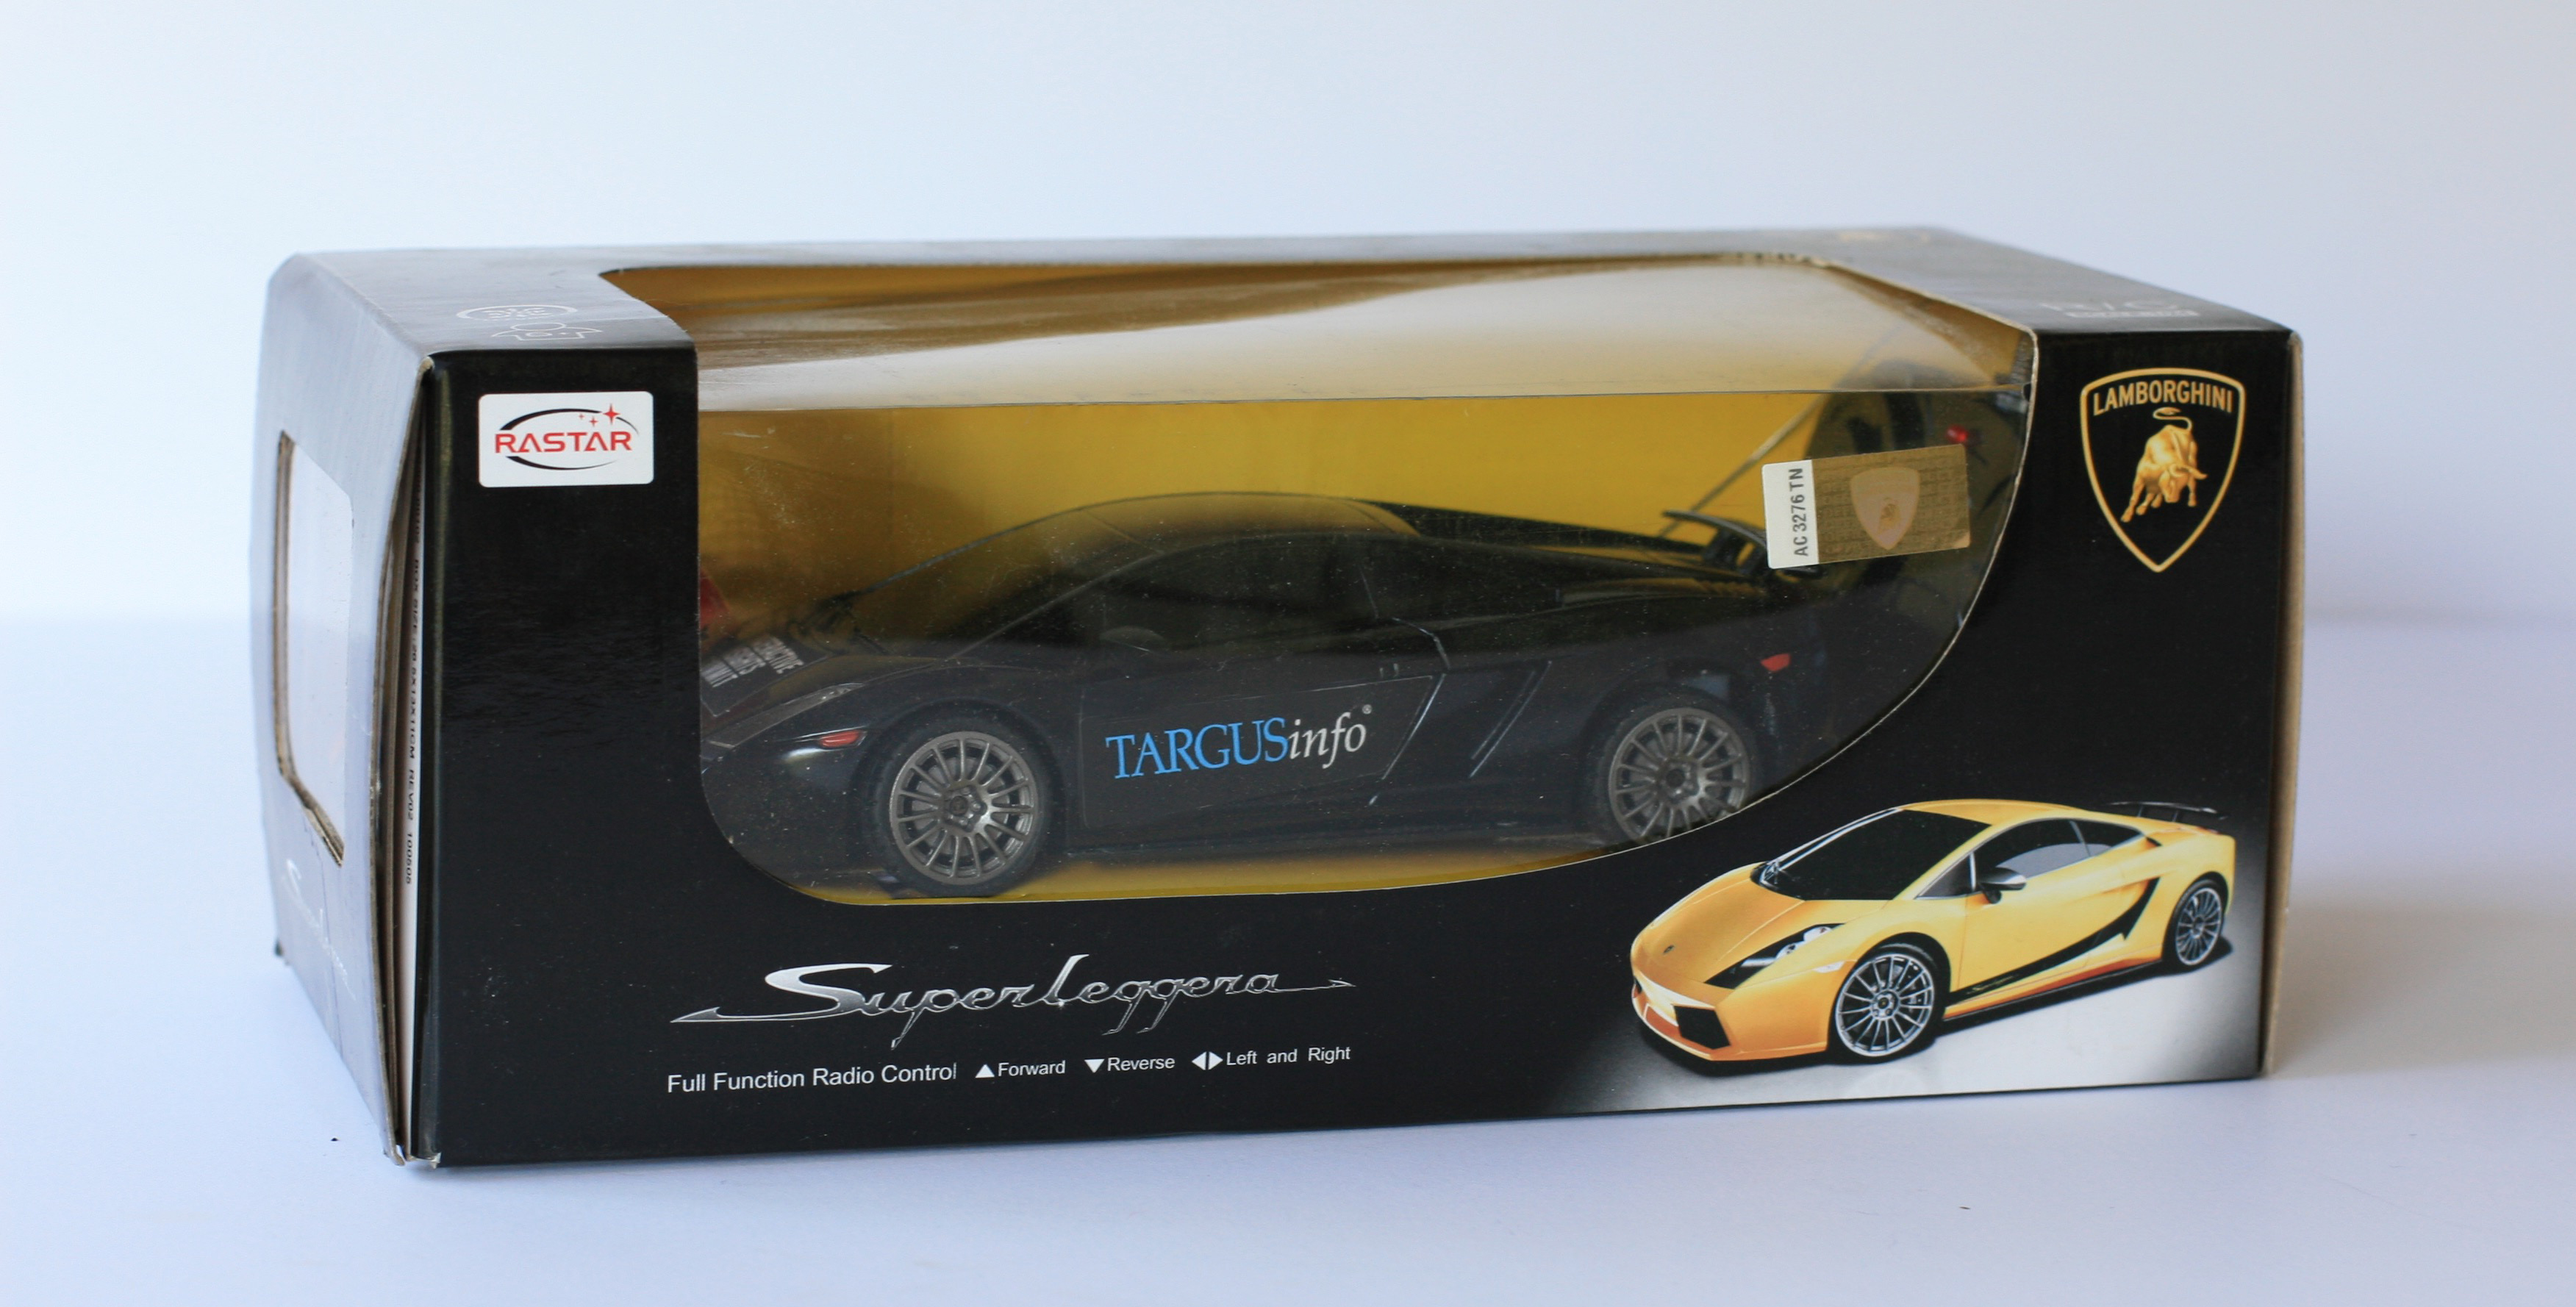 RASTAR
LAMBORGHINI
AC 3276 TN
TARGUSinfo®
Superleggera
Full Function Radio Control ▲Forward ▼Reverse ◀▶Left and Right